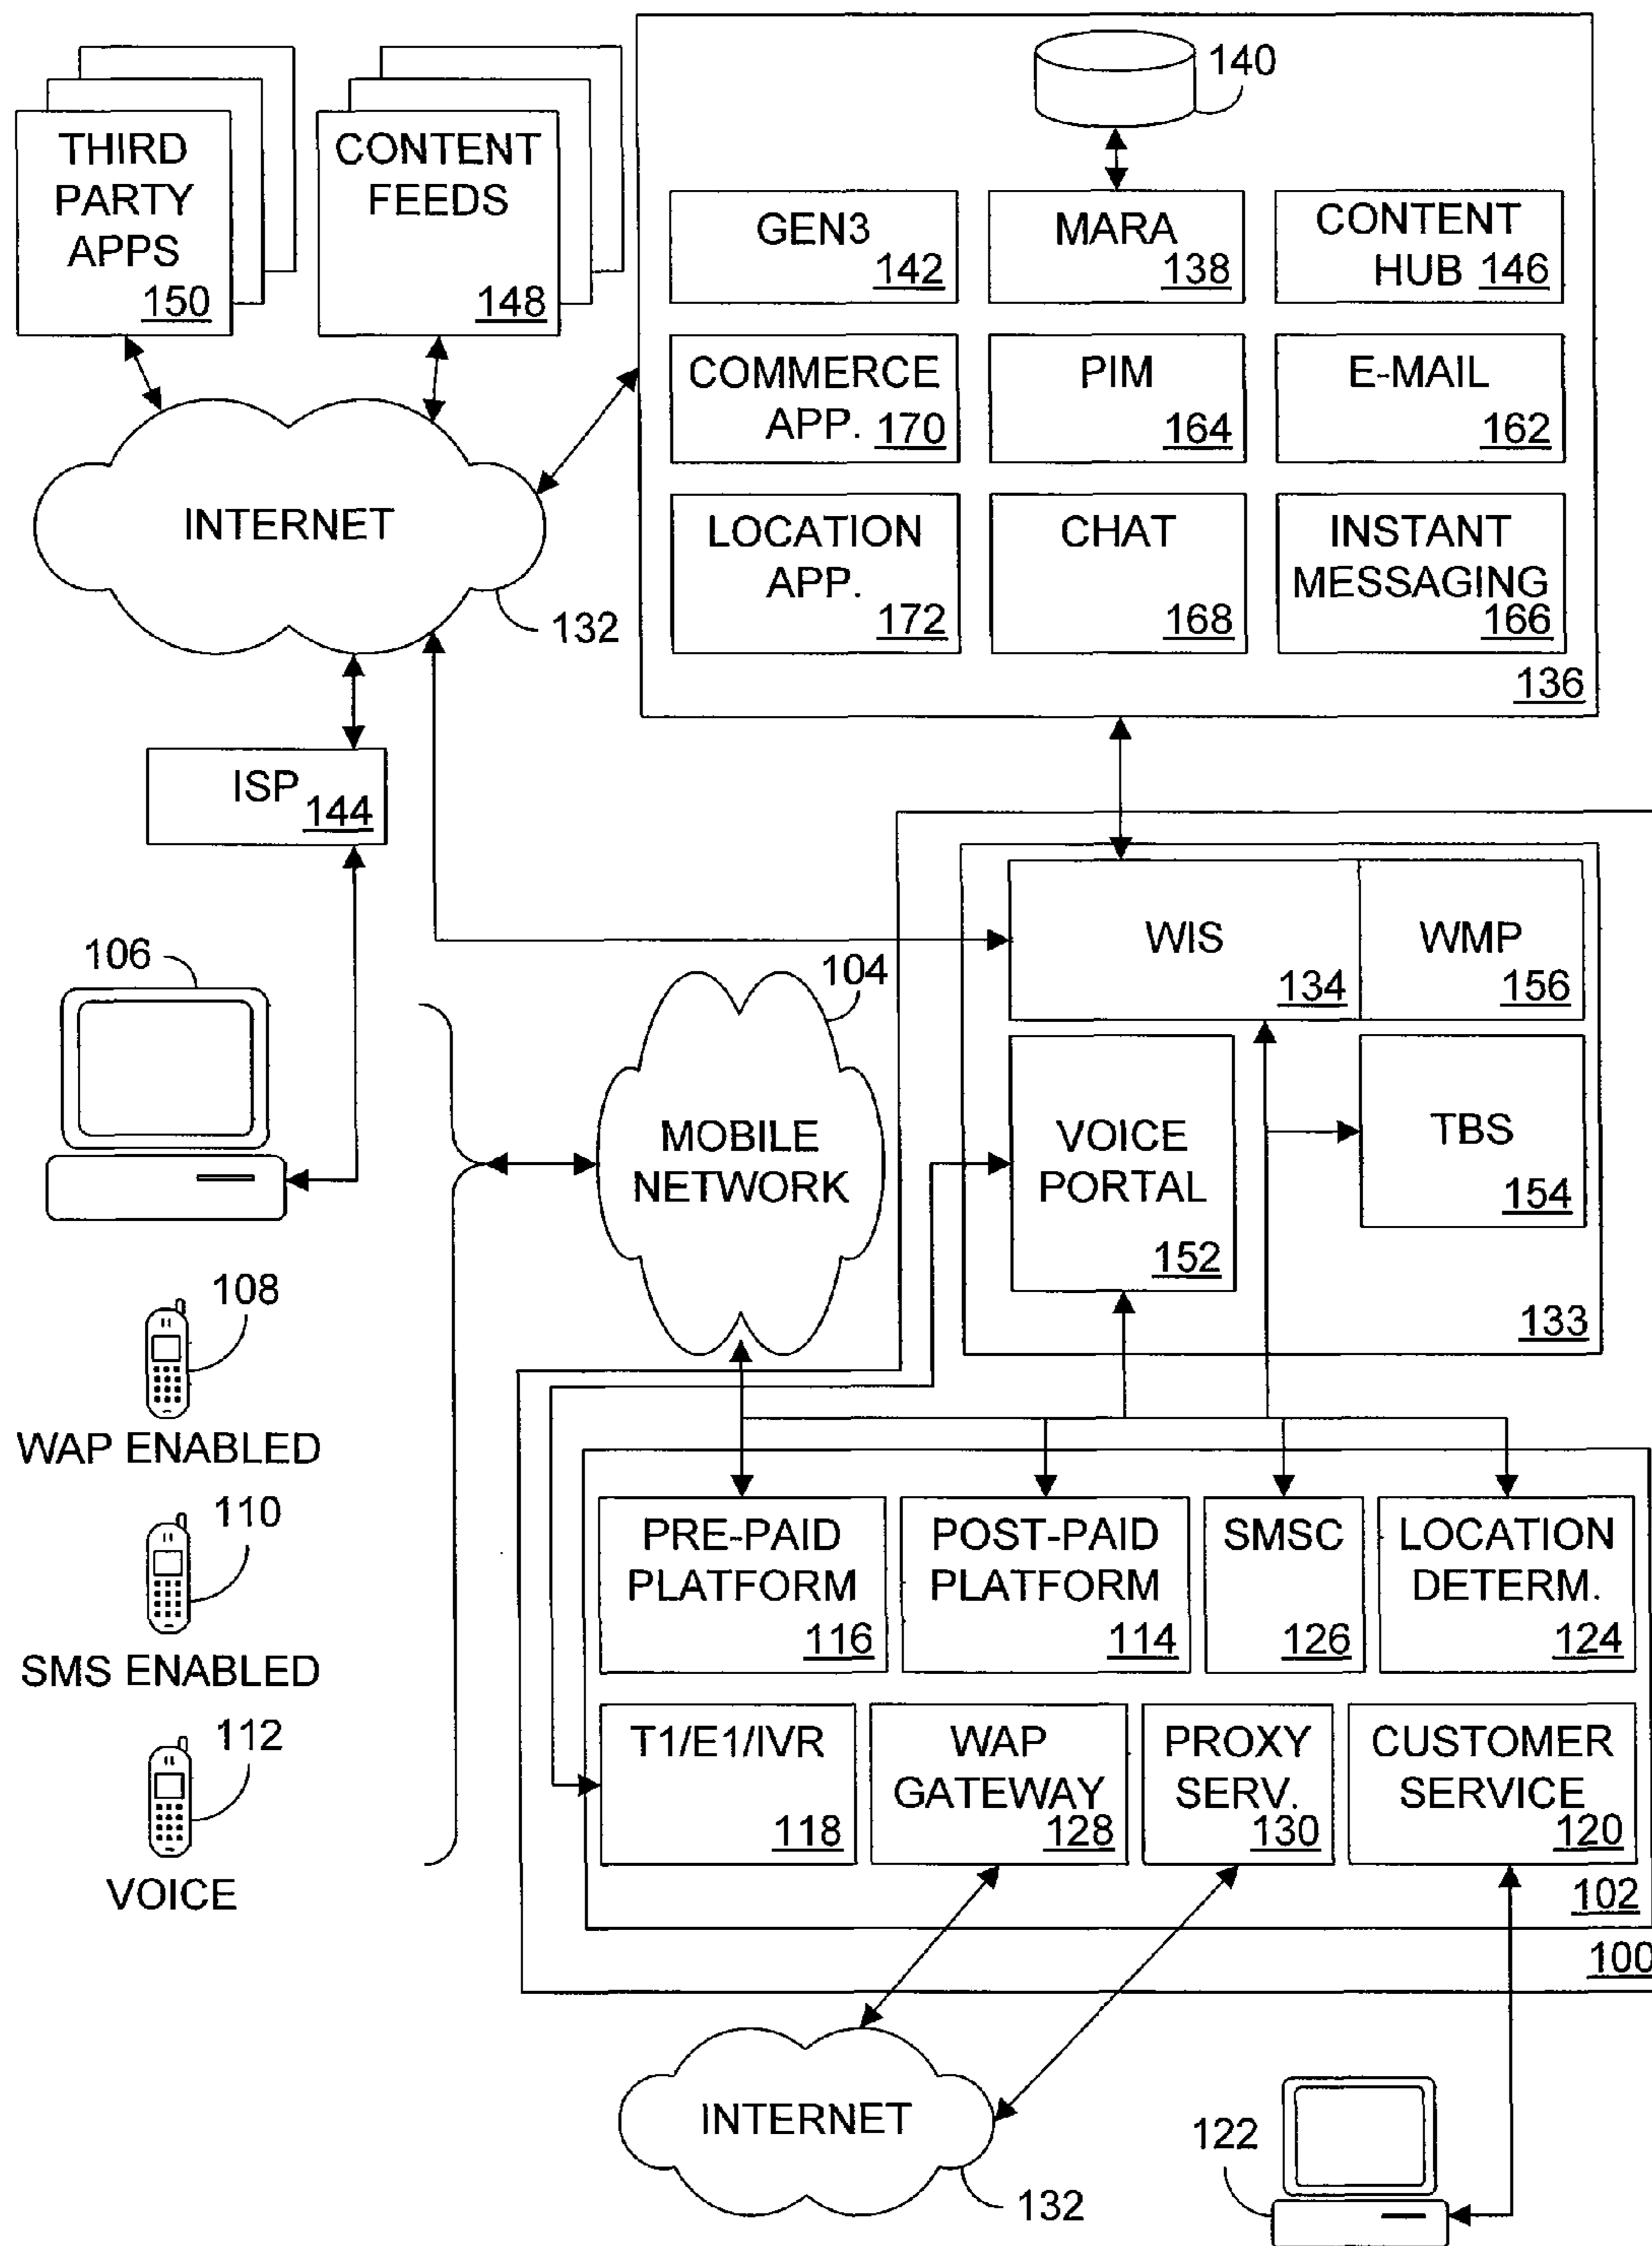 THIRD
PARTY
APPS
150
CONTENT
FEEDS
148
140
GEN3
142
MARA
138
CONTENT
HUB 146
COMMERCE
APP. 170
PIM
164
E-MAIL
162
LOCATION
APP.
172
CHAT
168
INSTANT
MESSAGING
166
136
INTERNET
132
ISP
144
106
104
WIS
134
WMP
156
MOBILE
NETWORK
VOICE
PORTAL
152
TBS
154
133
108
WAP ENABLED
110
SMS ENABLED
112
VOICE
PRE-PAID
PLATFORM
116
POST-PAID
PLATFORM
114
SMSC
126
LOCATION
DETERM.
124
T1/E1/IVR
118
WAP
GATEWAY
128
PROXY
SERV.
130
CUSTOMER
SERVICE
120
102
100
INTERNET
132
122